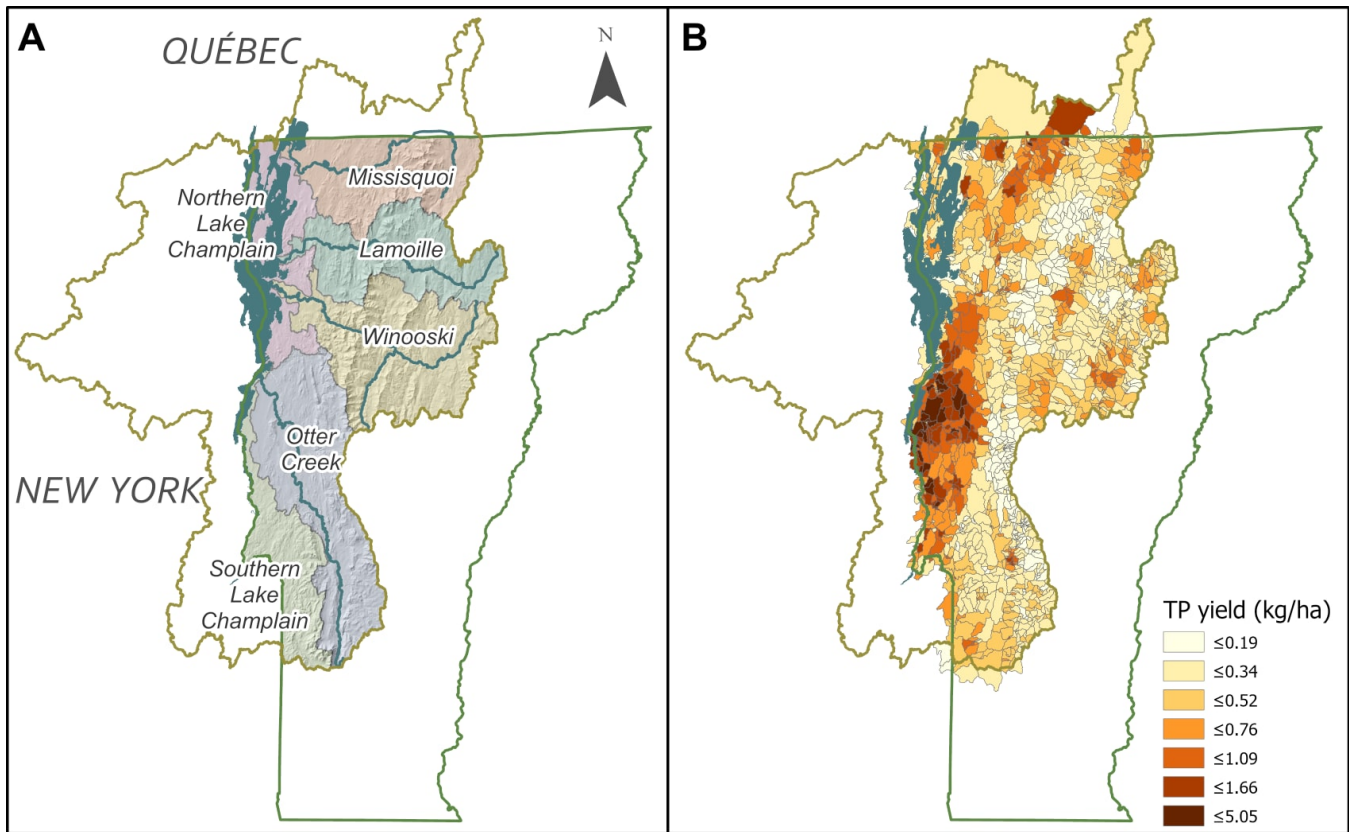 A
QUÉBEC
N
Missisquoi
Northern
Lake
Champlain
Lamoille
Winooski
Otter
Creek
NEW YORK
Southern
Lake
Champlain
B
TP yield (kg/ha)
≤0.19
≤0.34
≤0.52
≤0.76
≤1.09
≤1.66
≤5.05